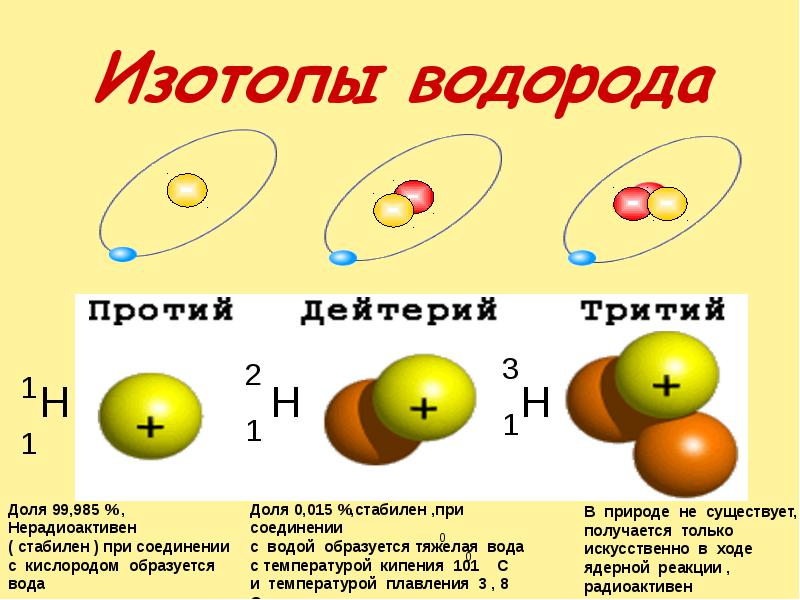 Изотопы водорода
Протий
Дейтерий
Тритий
1
H
1
+
2
H
1
+
3
H
1
+
Доля 99,985 %,
Нерадиоактивен
( стабилен ) при соединении
с кислородом образуется
вода
Доля 0,015 %,стабилен ,при
соединении
с водой образуется тяжелая вода
с температурой кипения 101 0 С
и температурой плавления 3 , 8 0
С
В природе не существует,
получается только
искусственно в ходе
ядерной реакции ,
радиоактивен